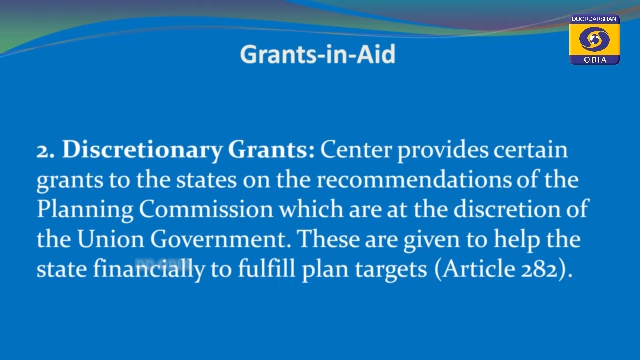 DOORDARSHAN
ODIA
Grants-in-Aid
2. Discretionary Grants: Center provides certain
grants to the states on the recommendations of the
Planning Commission which are at the discretion of
the Union Government. These are given to help the
state financially to fulfill plan targets (Article 282).